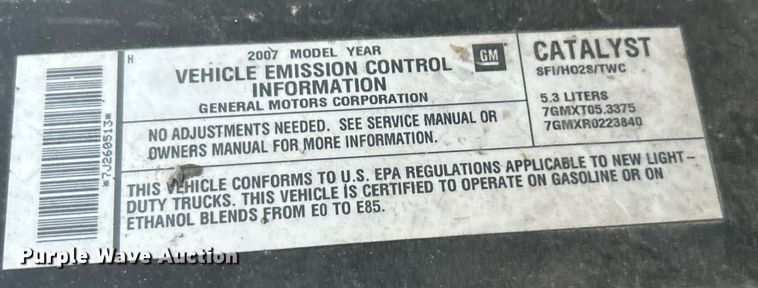 *7J260513*
H
2007 MODEL YEAR
VEHICLE EMISSION CONTROL
INFORMATION
GENERAL MOTORS CORPORATION
GM
CATALYST
SFI/HO2S/TWC
5.3 LITERS
7GMXT05.3375
7GMXR0223840
NO ADJUSTMENTS NEEDED. SEE SERVICE MANUAL OR
OWNERS MANUAL FOR MORE INFORMATION.
THIS VEHICLE CONFORMS TO U.S. EPA REGULATIONS APPLICABLE TO NEW LIGHT-
DUTY TRUCKS. THIS VEHICLE IS CERTIFIED TO OPERATE ON GASOLINE OR ON
ETHANOL BLENDS FROM E0 TO E85.
Purple Wave Auction